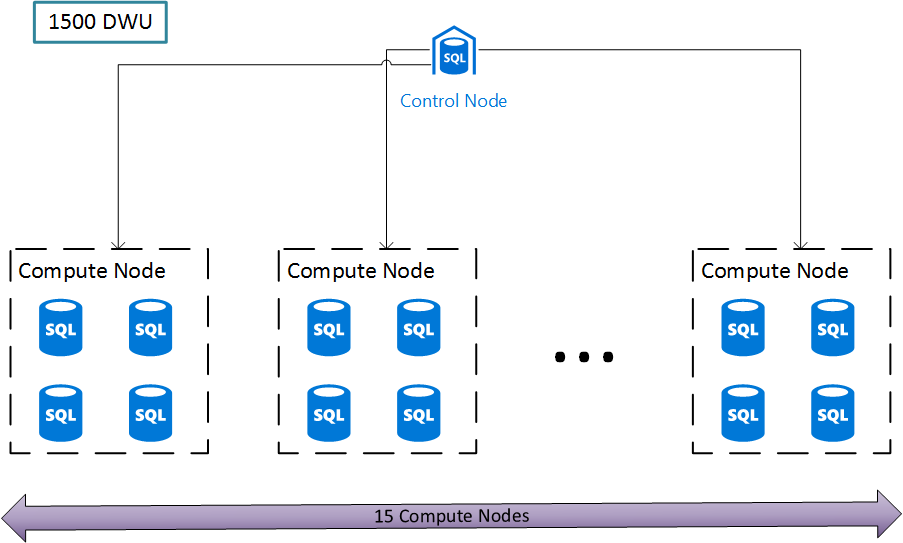 1500 DWU
SQL
Control Node
Compute Node
Compute Node
Compute Node
SQL SQL
SQL SQL
SQL SQL
SQL SQL
SQL SQL
SQL SQL
15 Compute Nodes